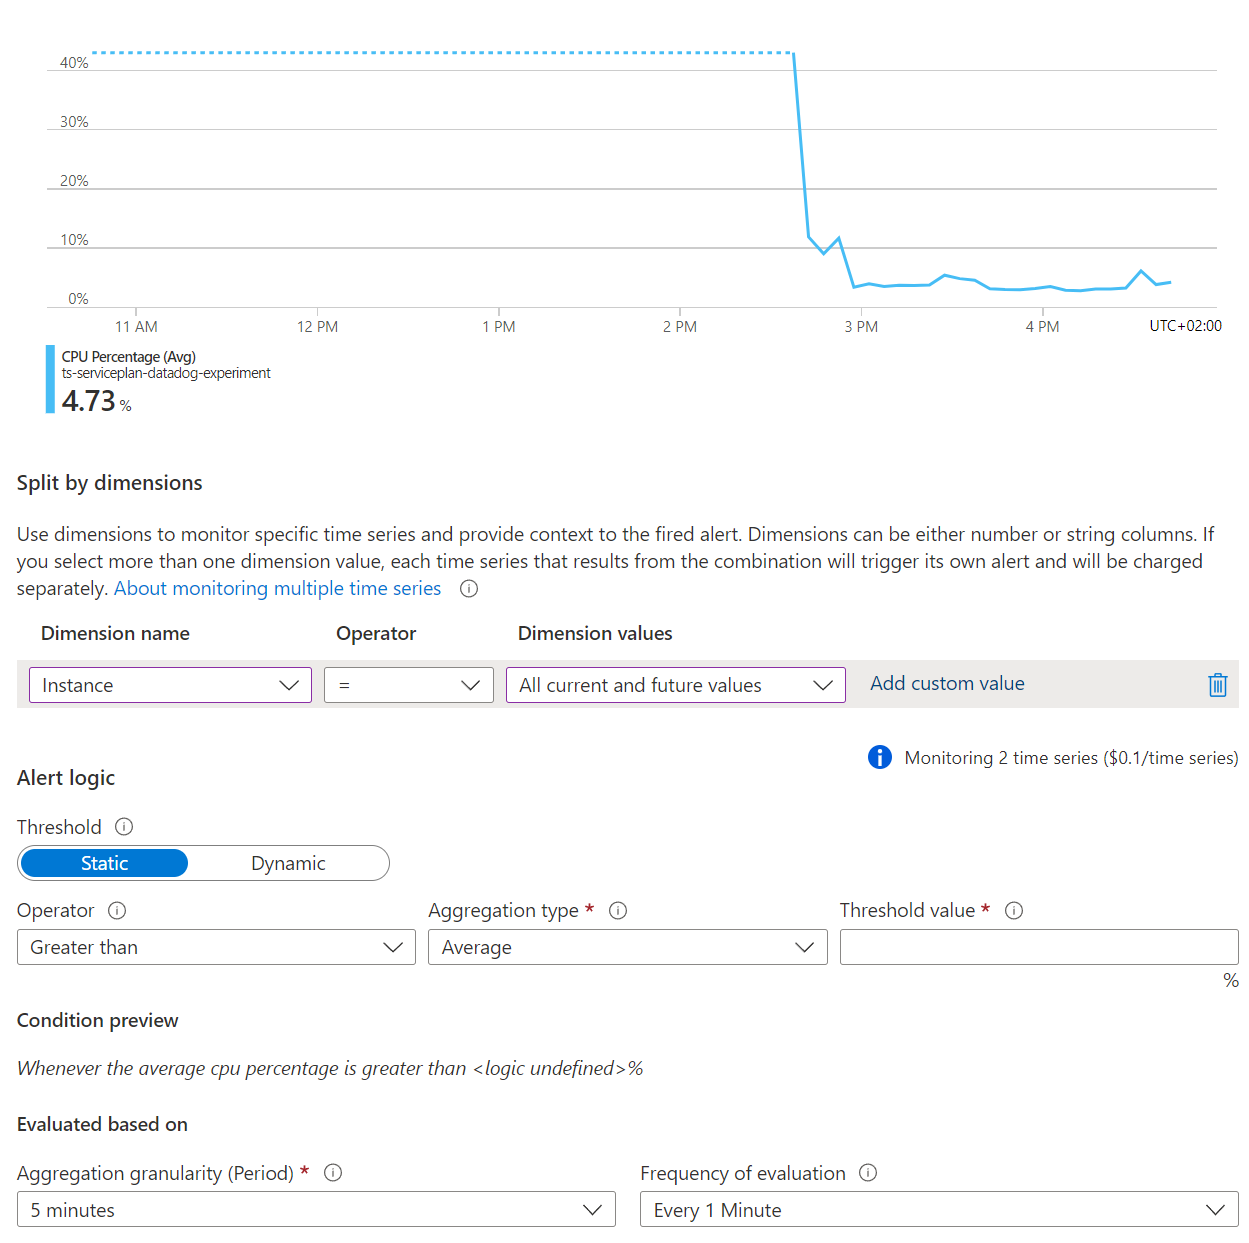 40%
30%
20%
10%
0%
11 AM 12 PM 1 PM 2 PM 3 PM 4 PM UTC+02:00
CPU Percentage (Avg)
ts-serviceplan-datadog-experiment
4.73 %
Split by dimensions
Use dimensions to monitor specific time series and provide context to the fired alert. Dimensions can be either number or string columns. If
you select more than one dimension value, each time series that results from the combination will trigger its own alert and will be charged
separately. About monitoring multiple time series
Dimension name Operator Dimension values
Instance = All current and future values Add custom value
Monitoring 2 time series ($0.1/time series)
Alert logic
Threshold
Static Dynamic
Operator Aggregation type * Threshold value *
Greater than Average
%
Condition preview
Whenever the average cpu percentage is greater than <logic undefined>%
Evaluated based on
Aggregation granularity (Period) * Frequency of evaluation
5 minutes Every 1 Minute